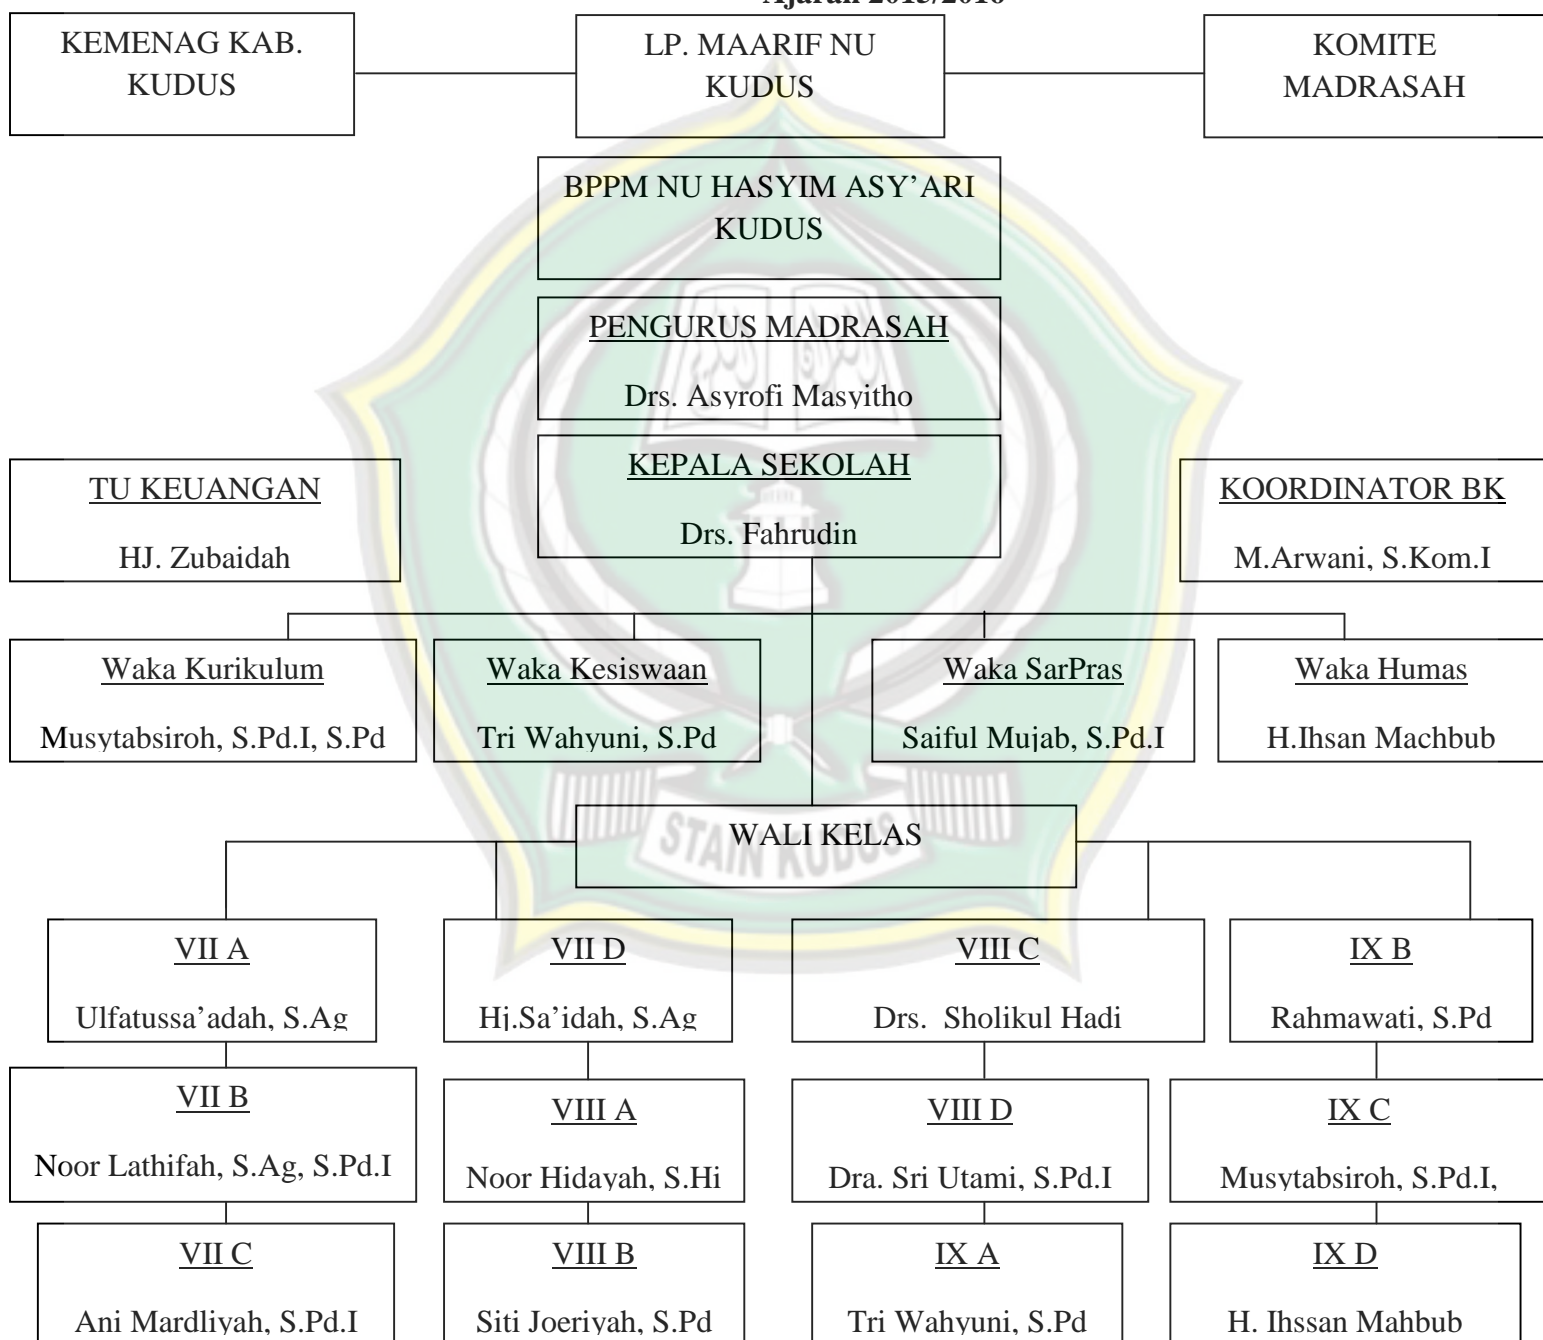 Ajaran 2015/2016
KEMENAG KAB.
KUDUS
LP. MAARIF NU
KUDUS
KOMITE
MADRASAH
BPPM NU HASYIM ASY’ARI
KUDUS
PENGURUS MADRASAH
Drs. Asyrofi Masyitho
KEPALA SEKOLAH
Drs. Fahrudin
TU KEUANGAN
HJ. Zubaidah
KOORDINATOR BK
M.Arwani, S.Kom.I
Waka Kurikulum
Musytabsiroh, S.Pd.I, S.Pd
Waka Kesiswaan
Tri Wahyuni, S.Pd
Waka SarPras
Saiful Mujab, S.Pd.I
Waka Humas
H.Ihsan Machbub
WALI KELAS
STAIN KUDUS
VII A
Ulfatussa’adah, S.Ag
VII D
Hj.Sa’idah, S.Ag
VIII C
Drs.  Sholikul Hadi
IX B
Rahmawati, S.Pd
VII B
Noor Lathifah, S.Ag, S.Pd.I
VIII A
Noor Hidayah, S.Hi
VIII D
Dra. Sri Utami, S.Pd.I
IX C
Musytabsiroh, S.Pd.I,
VII C
Ani Mardliyah, S.Pd.I
VIII B
Siti Joeriyah, S.Pd
IX A
Tri Wahyuni, S.Pd
IX D
H. Ihssan Mahbub